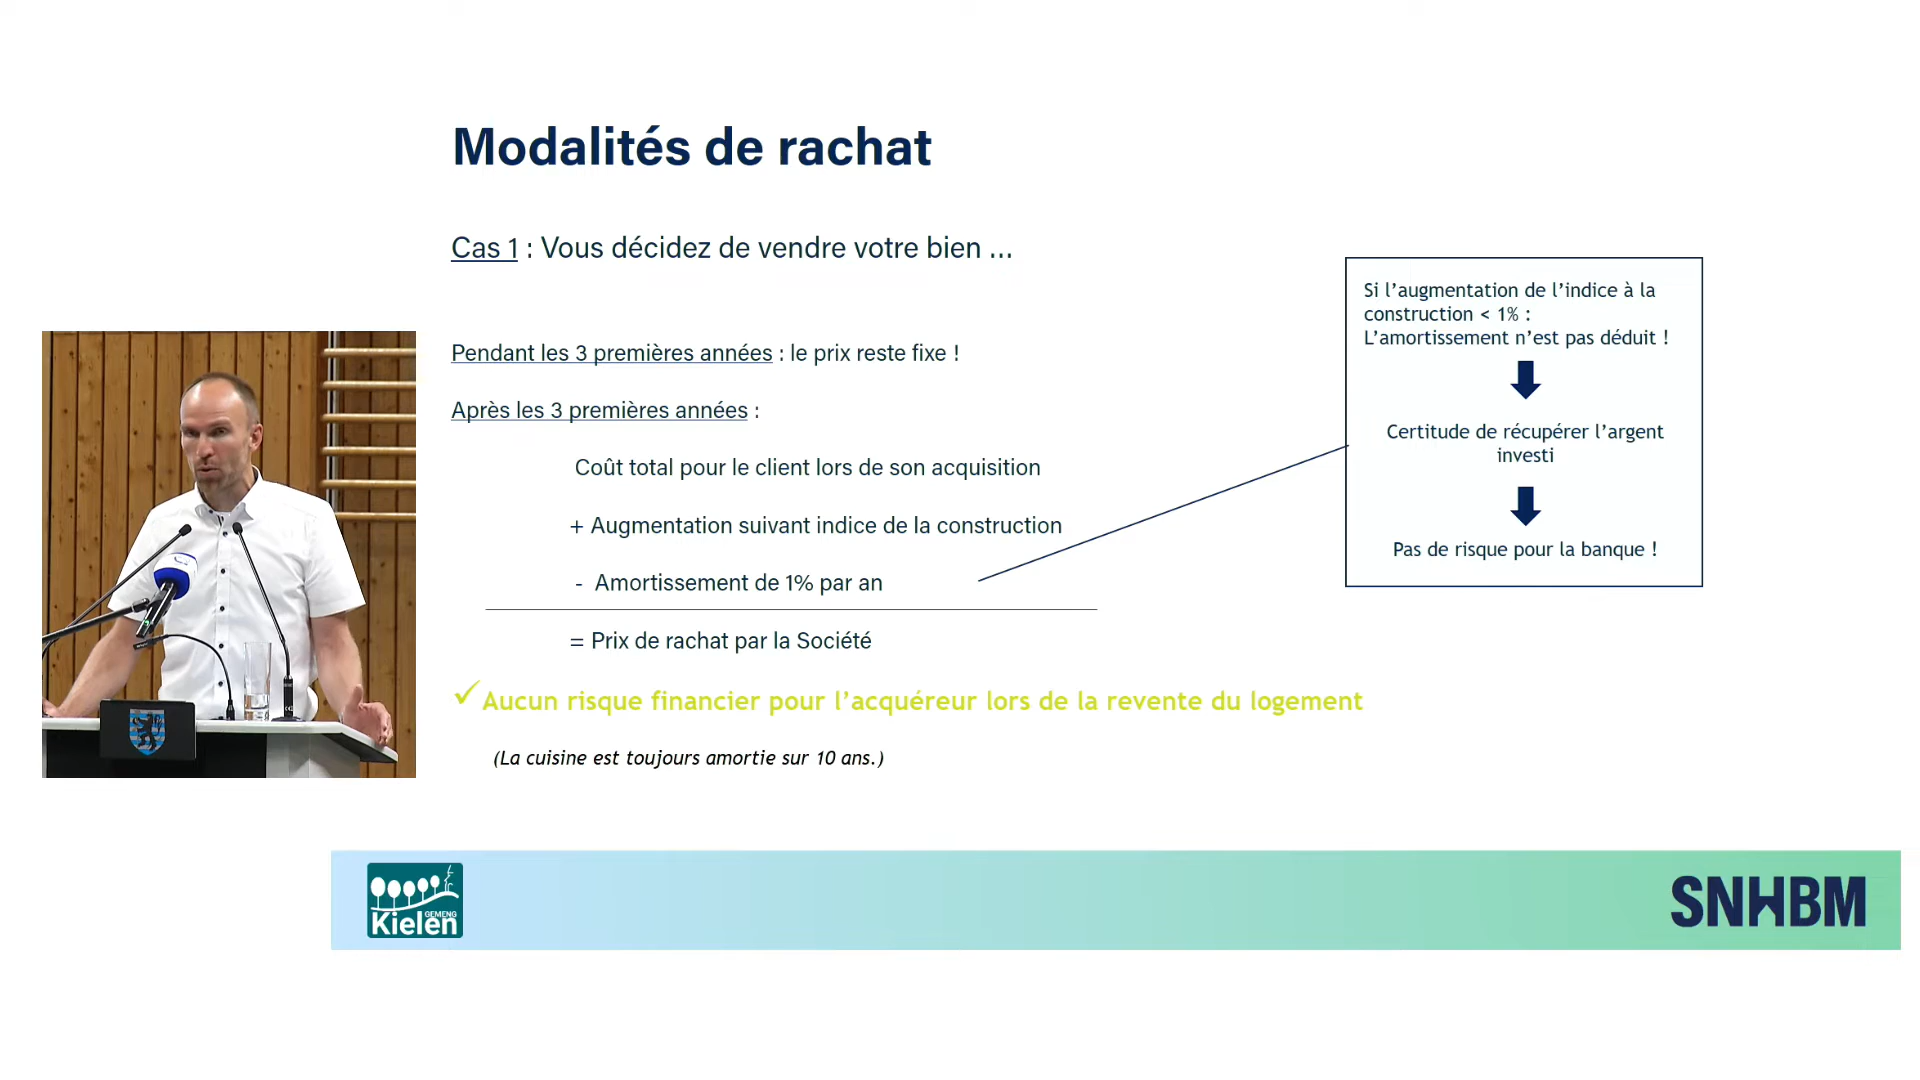 Modalités de rachat
Cas 1 : Vous décidez de vendre votre bien ...
Pendant les 3 premières années : le prix reste fixe !
Après les 3 premières années :
Coût total pour le client lors de son acquisition
+ Augmentation suivant indice de la construction
- Amortissement de 1% par an
= Prix de rachat par la Société
✓Aucun risque financier pour l’acquéreur lors de la revente du logement
(La cuisine est toujours amortie sur 10 ans.)
Si l’augmentation de l’indice à la
construction < 1% :
L’amortissement n’est pas déduit !
Certitude de récupérer l’argent
investi
Pas de risque pour la banque !
GEMENG
Kielen
SNHBM